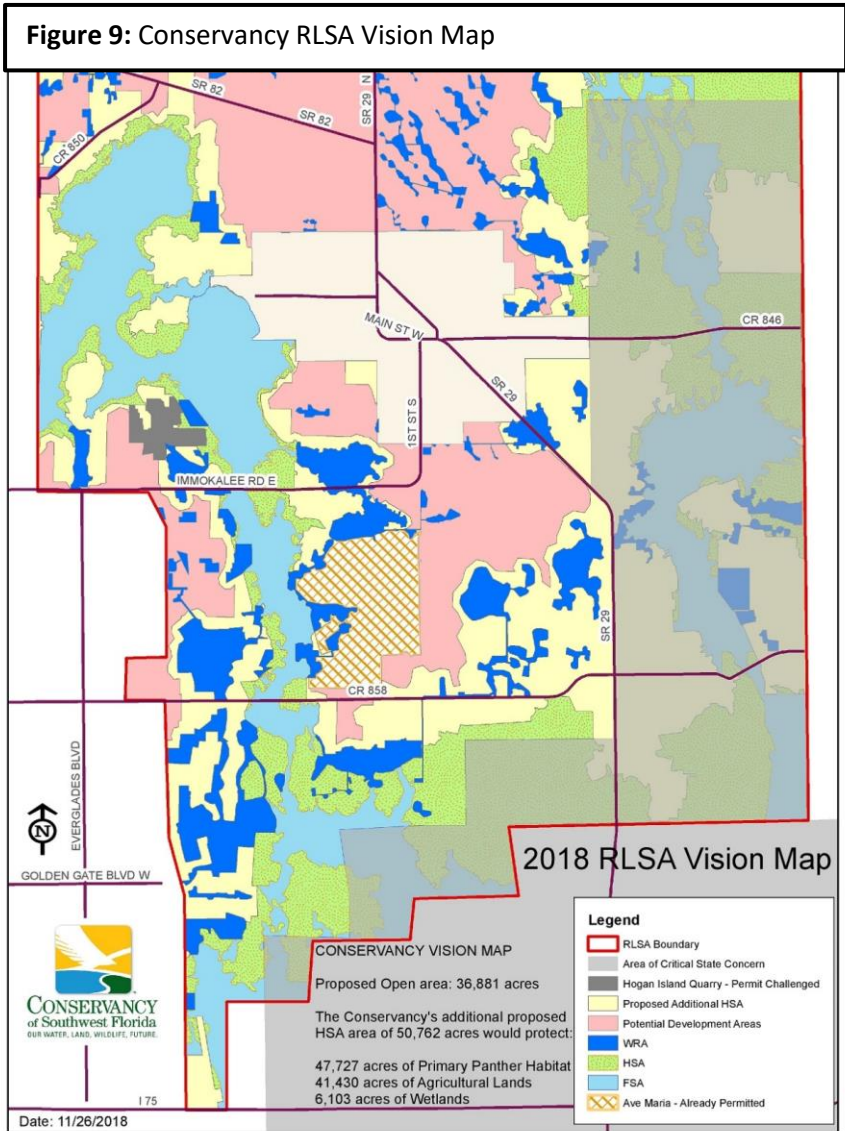 Figure 9: Conservancy RLSA Vision Map
SR 82
SR 29 N
SR 82
CR 850
MAIN ST W
CR 846
SR 29
1ST ST S
IMMOKALEE RD E
SR 29
CR 858
EVERGLADES BLVD
N
GOLDEN GATE BLVD W
2018 RLSA Vision Map
CONSERVANCY
of Southwest Florida
OUR WATER, LAND, WILDLIFE, FUTURE.
CONSERVANCY VISION MAP
Proposed Open area: 36,881 acres
The Conservancy's additional proposed
HSA area of 50,762 acres would protect:
47,727 acres of Primary Panther Habitat
41,430 acres of Agricultural Lands
6,103 acres of Wetlands
Legend
RLSA Boundary
Area of Critical State Concern
Hogan Island Quarry - Permit Challenged
Proposed Additional HSA
Potential Development Areas
WRA
HSA
FSA
Ave Maria - Already Permitted
I 75
Date: 11/26/2018